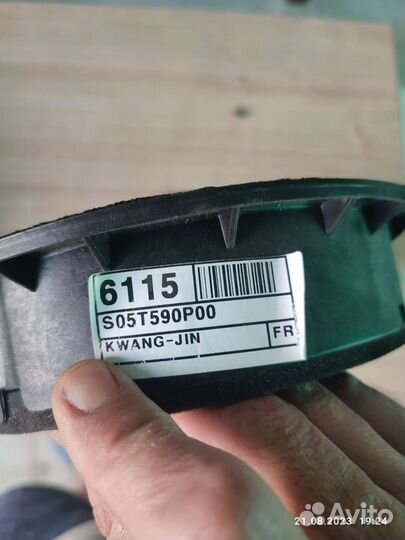 6115
S05T590P00
KWANG-JIN FR
21.08.2023 19:24
Avito